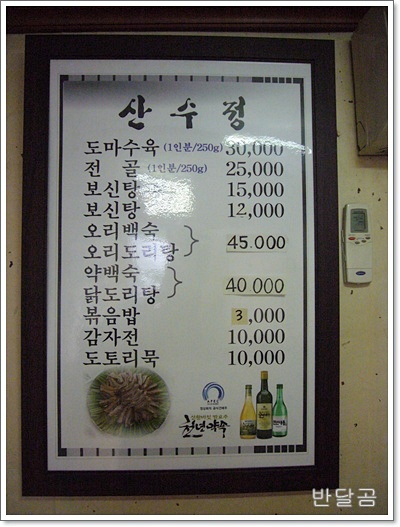 산수정
도마수육 (1인분/250g) 30,000
전 골 (1인분/250g) 25,000
보신탕 15,000
보신탕 12,000
오리백숙
오리도리탕 45.000
약백숙
닭도리탕 40.000
볶음밥 3,000
감자전 10,000
도토리묵 10,000
천년약속
반달곰